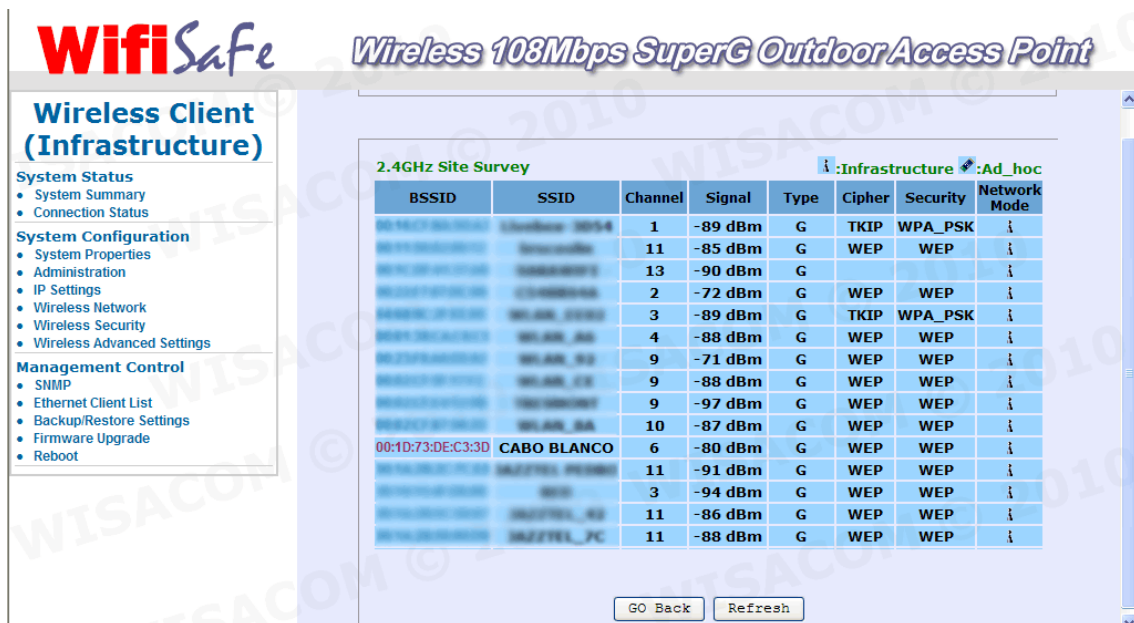 WifiSaFe
Wireless 108Mbps SuperG Outdoor Access Point
Wireless Client
(Infrastructure)
System Status
System Summary
Connection Status
System Configuration
System Properties
Administration
IP Settings
Wireless Network
Wireless Security
Wireless Advanced Settings
Management Control
SNMP
Ethernet Client List
Backup/Restore Settings
Firmware Upgrade
Reboot
2.4GHz Site Survey :Infrastructure :Ad_hoc
BSSID SSID Channel Signal Type Cipher Security Network Mode
1 -89 dBm G TKIP WPA_PSK
11 -85 dBm G WEP WEP
13 -90 dBm G
2 -72 dBm G WEP WEP
3 -89 dBm G TKIP WPA_PSK
4 -88 dBm G WEP WEP
9 -71 dBm G WEP WEP
9 -88 dBm G WEP WEP
9 -97 dBm G WEP WEP
10 -87 dBm G WEP WEP
00:1D:73:DE:C3:3D CABO BLANCO 6 -80 dBm G WEP WEP
11 -91 dBm G WEP WEP
3 -94 dBm G WEP WEP
11 -86 dBm G WEP WEP
11 -88 dBm G WEP WEP
GO Back Refresh
WISACOM © 2010